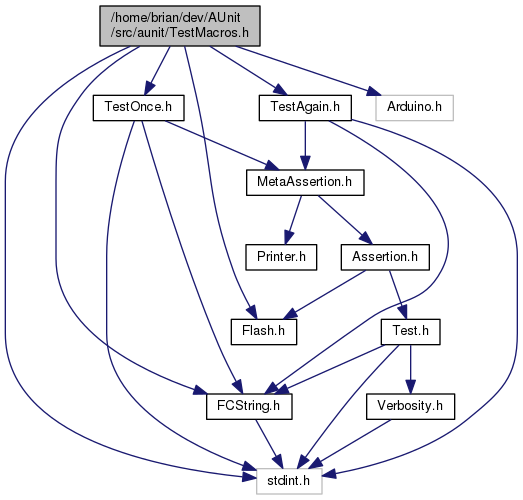 /home/brian/dev/AUnit
/src/aunit/TestMacros.h
TestOnce.h
TestAgain.h
Arduino.h
MetaAssertion.h
Printer.h
Assertion.h
Flash.h
Test.h
FCString.h
Verbosity.h
stdint.h